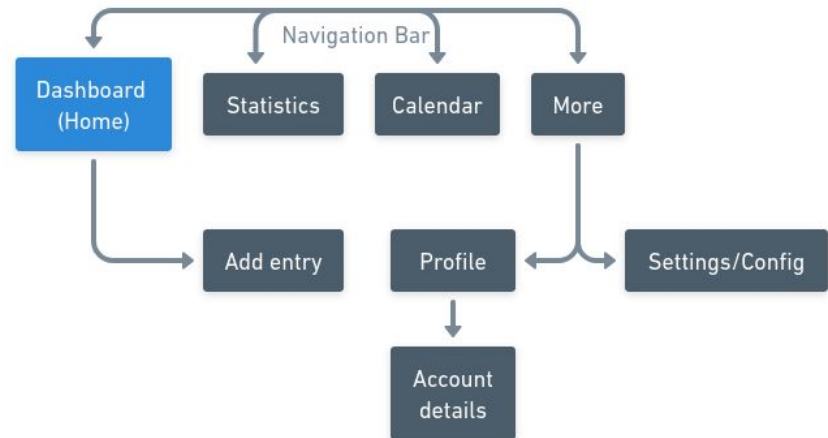 Navigation Bar
Dashboard
(Home)
Statistics
Calendar
More
Add entry
Profile
Settings/Config
Account
details